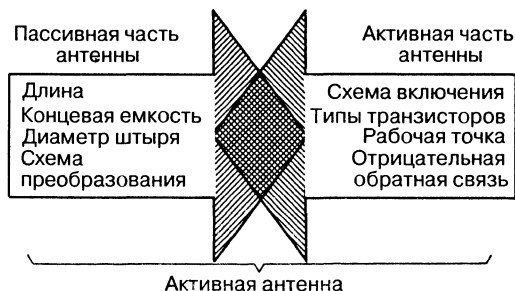 Пассивная часть
антенны
Длина
Концевая емкость
Диаметр штыря
Схема
преобразования
Активная часть
антенны
Схема включения
Типы транзисторов
Рабочая точка
Отрицательная
обратная связь
Активная антенна